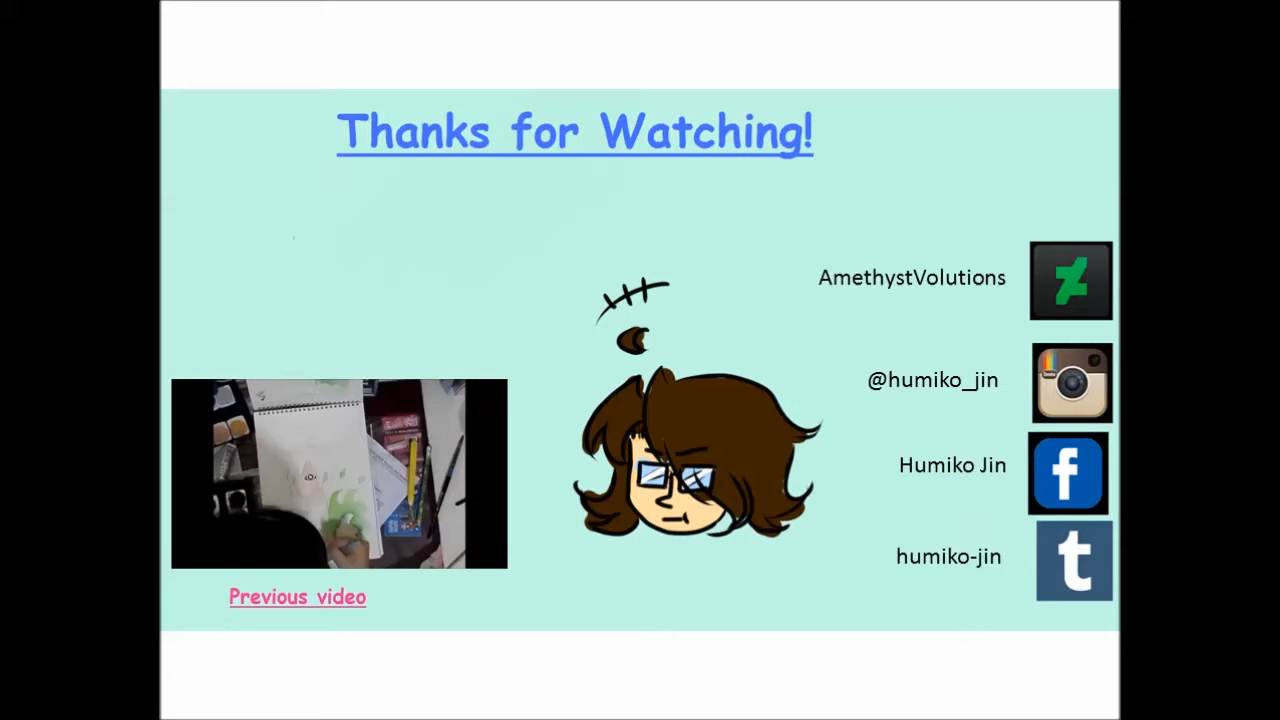 Thanks for Watching!
AmethystVolutions
@humiko_jin
Humiko Jin
humiko-jin
Previous video